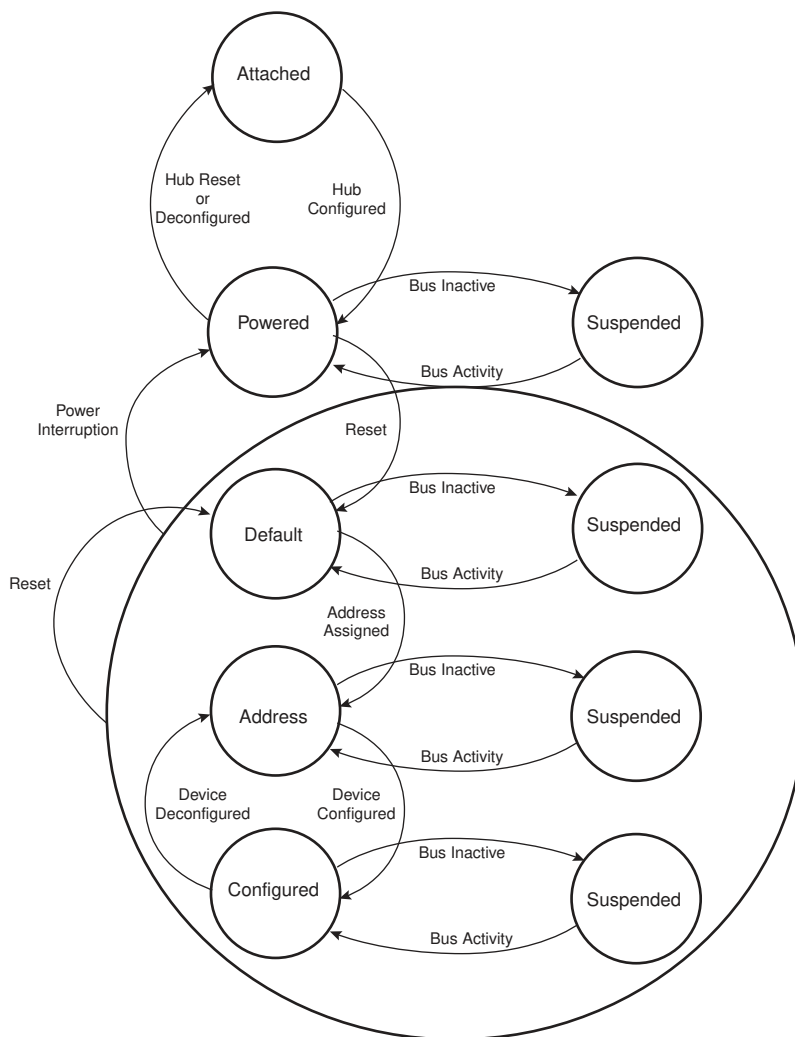 Attached
Hub Reset
or
Deconfigured
Hub
Configured
Powered
Bus Inactive
Suspended
Bus Activity
Power
Interruption
Reset
Default
Bus Inactive
Suspended
Bus Activity
Reset
Address
Assigned
Address
Bus Inactive
Suspended
Bus Activity
Device
Deconfigured
Device
Configured
Configured
Bus Inactive
Suspended
Bus Activity